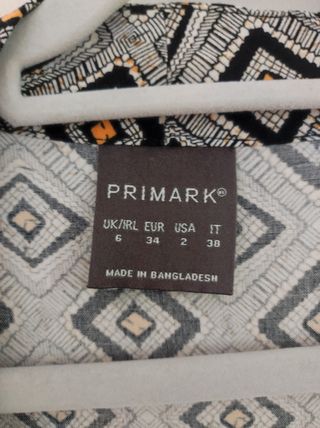 PRIMARK®
UK/IRL EUR USA IT
6 34 2 38
MADE IN BANGLADESH